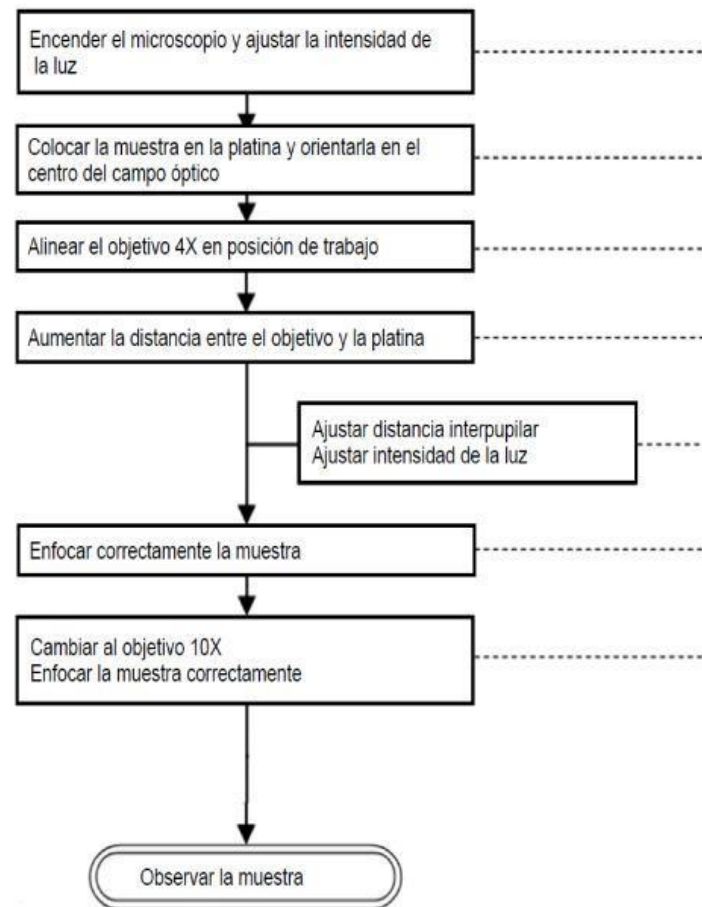 Encender el microscopio y ajustar la intensidad de
la luz
Colocar la muestra en la platina y orientarla en el
centro del campo óptico
Alinear el objetivo 4X en posición de trabajo
Aumentar la distancia entre el objetivo y la platina
Ajustar distancia interpupilar
Ajustar intensidad de la luz
Enfocar correctamente la muestra
Cambiar al objetivo 10X
Enfocar la muestra correctamente
Observar la muestra